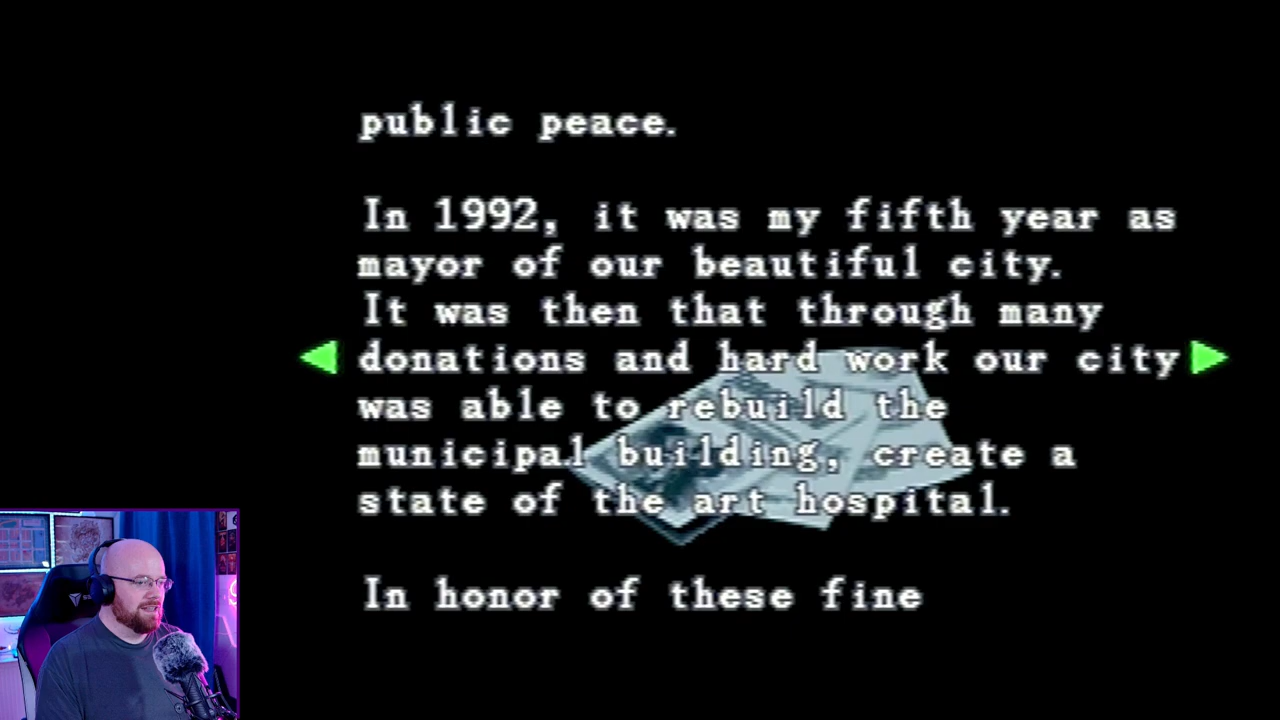 public peace.
In 1992, it was my fifth year as
mayor of our beautiful city.
It was then that through many
donations and hard work our city
was able to rebuild the
municipal building, create a
state of the art hospital.
In honor of these fine